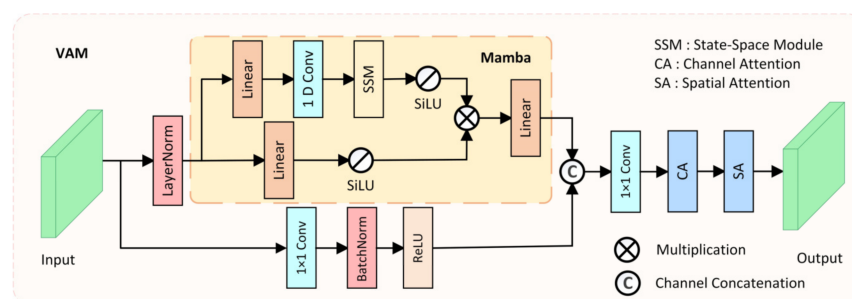 VAM
Mamba
SSM : State-Space Module
CA : Channel Attention
SA : Spatial Attention
Linear
1 D Conv
SSM
SiLU
Linear
LayerNorm
Linear
SiLU
C
1×1 Conv
CA
SA
1×1 Conv
BatchNorm
ReLU
Multiplication
Input
Output
C
Channel Concatenation